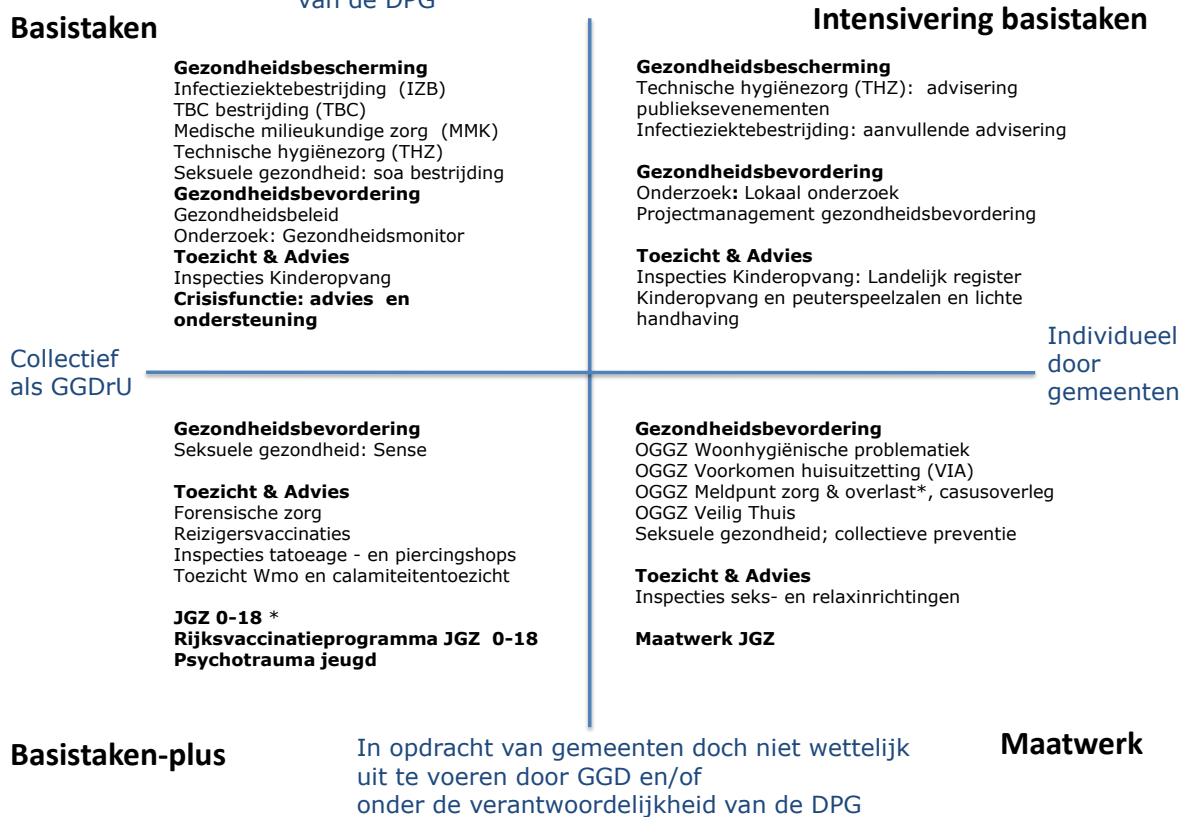 van de DPG
Basistaken
Intensivering basistaken
Gezondheidsbescherming
Infectieziektebestrijding (IZB)
TBC bestrijding (TBC)
Medische milieukundige zorg (MMK)
Technische hygiënezorg (THZ)
Seksuele gezondheid: soa bestrijding
Gezondheidsbevordering
Gezondheidsbeleid
Onderzoek: Gezondheidsmonitor
Toezicht & Advies
Inspecties Kinderopvang
Crisisfunctie: advies en
ondersteuning
Gezondheidsbescherming
Technische hygiënezorg (THZ): advisering
publieksevenementen
Infectieziektebestrijding: aanvullende advisering
Gezondheidsbevordering
Onderzoek: Lokaal onderzoek
Projectmanagement gezondheidsbevordering
Toezicht & Advies
Inspecties Kinderopvang: Landelijk register
Kinderopvang en peuterspeelzalen en lichte
handhaving
Collectief
als GGDrU
Individueel
door
gemeenten
Gezondheidsbevordering
Seksuele gezondheid: Sense
Toezicht & Advies
Forensische zorg
Reizigersvaccinaties
Inspecties tatoeage - en piercingshops
Toezicht Wmo en calamiteitentoezicht
JGZ 0-18 *
Rijksvaccinatieprogramma JGZ 0-18
Psychotrauma jeugd
Gezondheidsbevordering
OGGZ Woonhygiënische problematiek
OGGZ Voorkomen huisuitzetting (VIA)
OGGZ Meldpunt zorg & overlast*, casusoverleg
OGGZ Veilig Thuis
Seksuele gezondheid; collectieve preventie
Toezicht & Advies
Inspecties seks- en relaxinrichtingen
Maatwerk JGZ
Basistaken-plus
In opdracht van gemeenten doch niet wettelijk
uit te voeren door GGD en/of
onder de verantwoordelijkheid van de DPG
Maatwerk